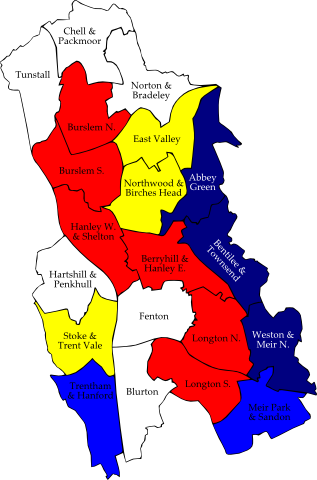 Chell &
Packmoor
Tunstall
Norton &
Bradeley
Burslem N.
East Valley
Burslem S.
Abbey
Green
Northwood &
Birches Head
Hanley W.
& Shelton
Bentilee &
Townsend
Berryhill &
Hanley E.
Hartshill &
Penkhull
Fenton
Stoke &
Trent Vale
Longton N.
Weston &
Meir N.
Trentham
& Hanford
Blurton
Longton S.
Meir Park
& Sandon